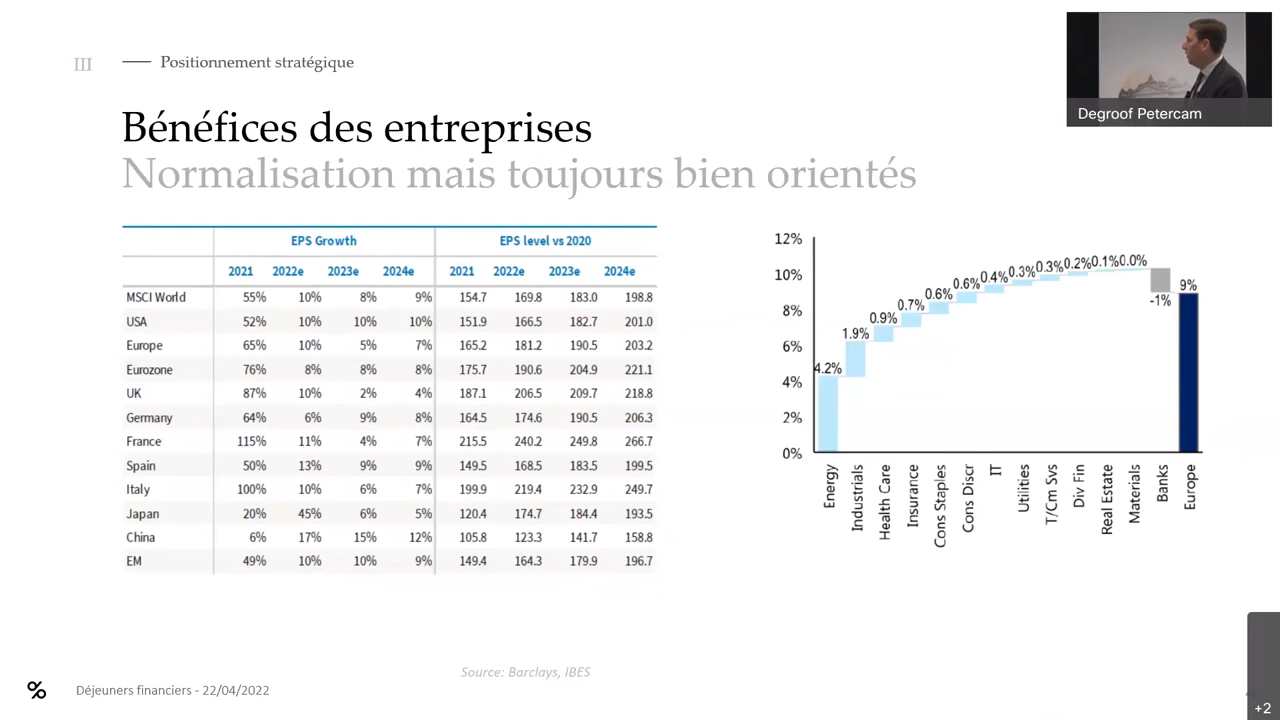 III — Positionnement stratégique
Degroof Petercam
Bénéfices des entreprises
Normalisation mais toujours bien orientés
EPS Growth EPS level vs 2020
2021 2022e 2023e 2024e 2021 2022e 2023e 2024e
MSCI World 55% 10% 8% 9% 154.7 169.8 183.0 198.8
USA 52% 10% 10% 10% 151.9 166.5 182.7 201.0
Europe 65% 10% 5% 7% 165.2 181.2 190.5 203.2
Eurozone 76% 8% 8% 8% 175.7 190.6 204.9 221.1
UK 87% 10% 2% 4% 187.1 206.5 209.7 218.8
Germany 64% 6% 9% 8% 164.5 174.6 190.5 206.3
France 115% 11% 4% 7% 215.5 240.2 249.8 266.7
Spain 50% 13% 9% 9% 149.5 168.5 183.5 199.5
Italy 100% 10% 6% 7% 199.9 219.4 232.9 249.7
Japan 20% 45% 6% 5% 120.4 174.7 184.4 193.5
China 6% 17% 15% 12% 105.8 123.3 141.7 158.8
EM 49% 10% 10% 9% 149.4 164.3 179.9 196.7
12%
10%
8%
6%
4%
2%
0%
4.2% 1.9% 0.9% 0.7% 0.6% 0.6% 0.4% 0.3% 0.3% 0.2% 0.1% 0.0% -1% 9%
Energy
Industrials
Health Care
Insurance
Cons Staples
Cons Discr
IT
Utilities
T/Cm Svs
Div Fin
Real Estate
Materials
Banks
Europe
Source: Barclays, IBES
% Déjeuners financiers - 22/04/2022
+2